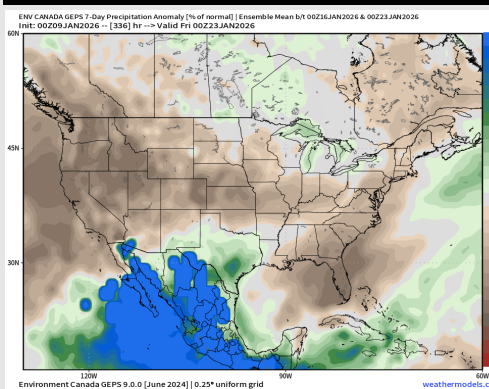 ENV CANADA GEPS 7-Day Precipitation Anomaly [% of normal] | Ensemble Mean b/t 00Z16JAN2026 & 00Z23JAN2026
Init: 00Z09JAN2026 -- [336] hr --> Valid Fri 00Z23JAN2026
60N
45N
30N
120W 90W 60W
Environment Canada GEPS 9.0.0 [June 2024] | 0.25° uniform grid weathermodels.c